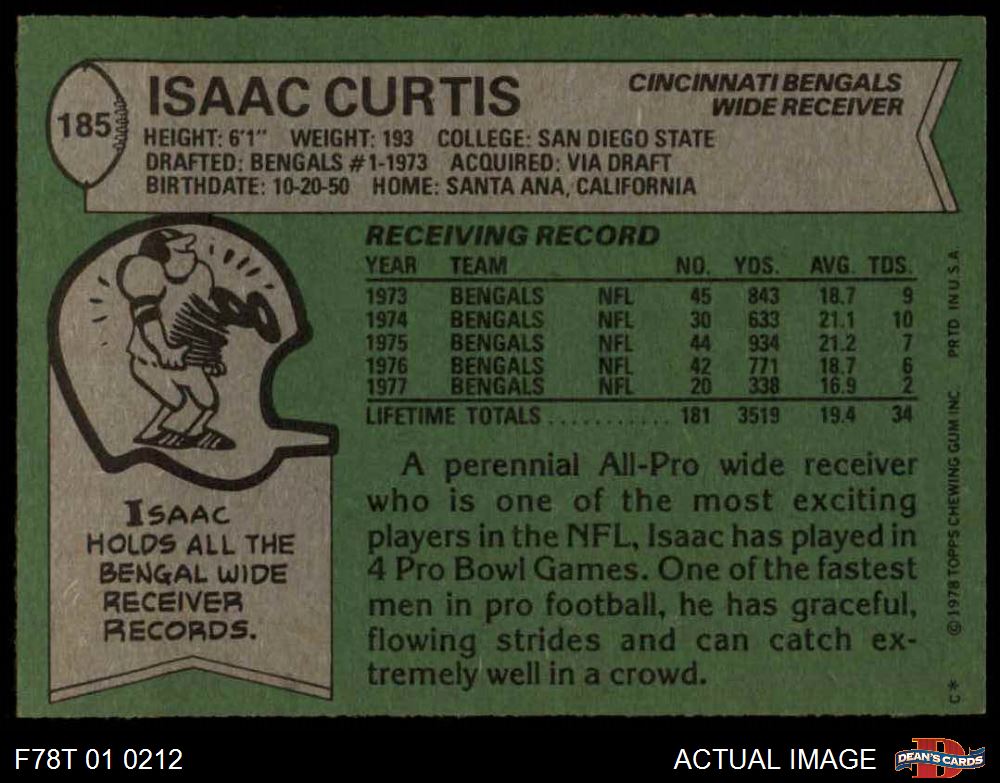 185
ISAAC CURTIS
CINCINNATI BENGALS
WIDE RECEIVER
HEIGHT: 6'1" WEIGHT: 193 COLLEGE: SAN DIEGO STATE
DRAFTED: BENGALS #1-1973 ACQUIRED: VIA DRAFT
BIRTHDATE: 10-20-50 HOME: SANTA ANA, CALIFORNIA
RECEIVING RECORD
YEAR TEAM NO. YDS. AVG. TDS.
1973 BENGALS NFL 45 843 18.7 9
1974 BENGALS NFL 30 633 21.1 10
1975 BENGALS NFL 44 934 21.2 7
1976 BENGALS NFL 42 771 18.7 6
1977 BENGALS NFL 20 338 16.9 2
LIFETIME TOTALS........... 181 3519 19.4 34
ISAAC
HOLDS ALL THE
BENGAL WIDE
RECEIVER
RECORDS.
A perennial All-Pro wide receiver
who is one of the most exciting
players in the NFL, Isaac has played in
4 Pro Bowl Games. One of the fastest
men in pro football, he has graceful,
flowing strides and can catch ex-
tremely well in a crowd.
C* © 1978 TOPPS CHEWING GUM INC. PRTD IN U.S.A.
F78T 01 0212
ACTUAL IMAGE
D
DEAN'S CARDS